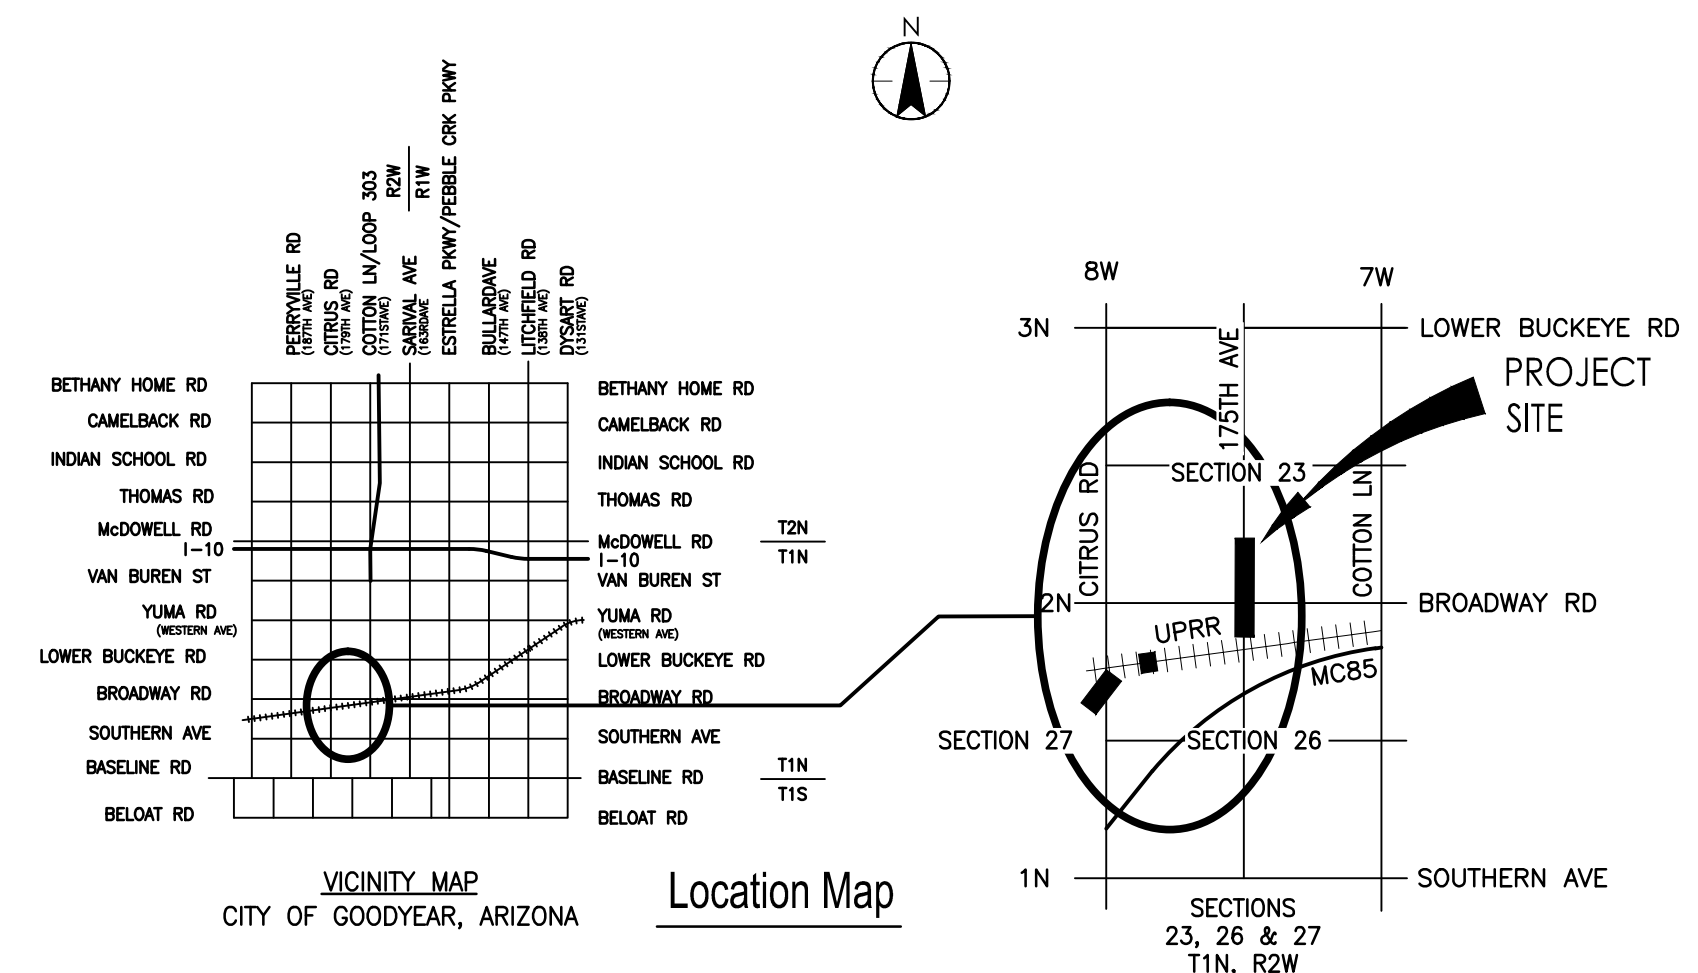 N
PERRYVILLE RD
(187TH AVE)
CITRUS RD
(179TH AVE)
COTTON LN/LOOP 303
(171STAVE)
R2W
R1W
SARIVAL AVE
(163RDAVE
ESTRELLA PKWY/PEBBLE CRK PKWY
BULLARDAVE
(147TH AVE)
LITCHFIELD RD
(138TH AVE)
DYSART RD
(131STAVE)
BETHANY HOME RD
CAMELBACK RD
INDIAN SCHOOL RD
THOMAS RD
McDOWELL RD
I-10
VAN BUREN ST
YUMA RD
(WESTERN AVE)
LOWER BUCKEYE RD
BROADWAY RD
SOUTHERN AVE
BASELINE RD
BELOAT RD
BETHANY HOME RD
CAMELBACK RD
INDIAN SCHOOL RD
THOMAS RD
McDOWELL RD
I-10
VAN BUREN ST
YUMA RD
(WESTERN AVE)
LOWER BUCKEYE RD
BROADWAY RD
SOUTHERN AVE
BASELINE RD
BELOAT RD
T2N
T1N
T1N
T1S
VICINITY MAP
CITY OF GOODYEAR, ARIZONA
Location Map
8W
7W
3N
LOWER BUCKEYE RD
175TH AVE
PROJECT
SITE
SECTION 23
CITRUS RD
COTTON LN
2N
BROADWAY RD
UPRR
MC85
SECTION 27
SECTION 26
1N
SOUTHERN AVE
SECTIONS
23, 26 & 27
T1N. R2W